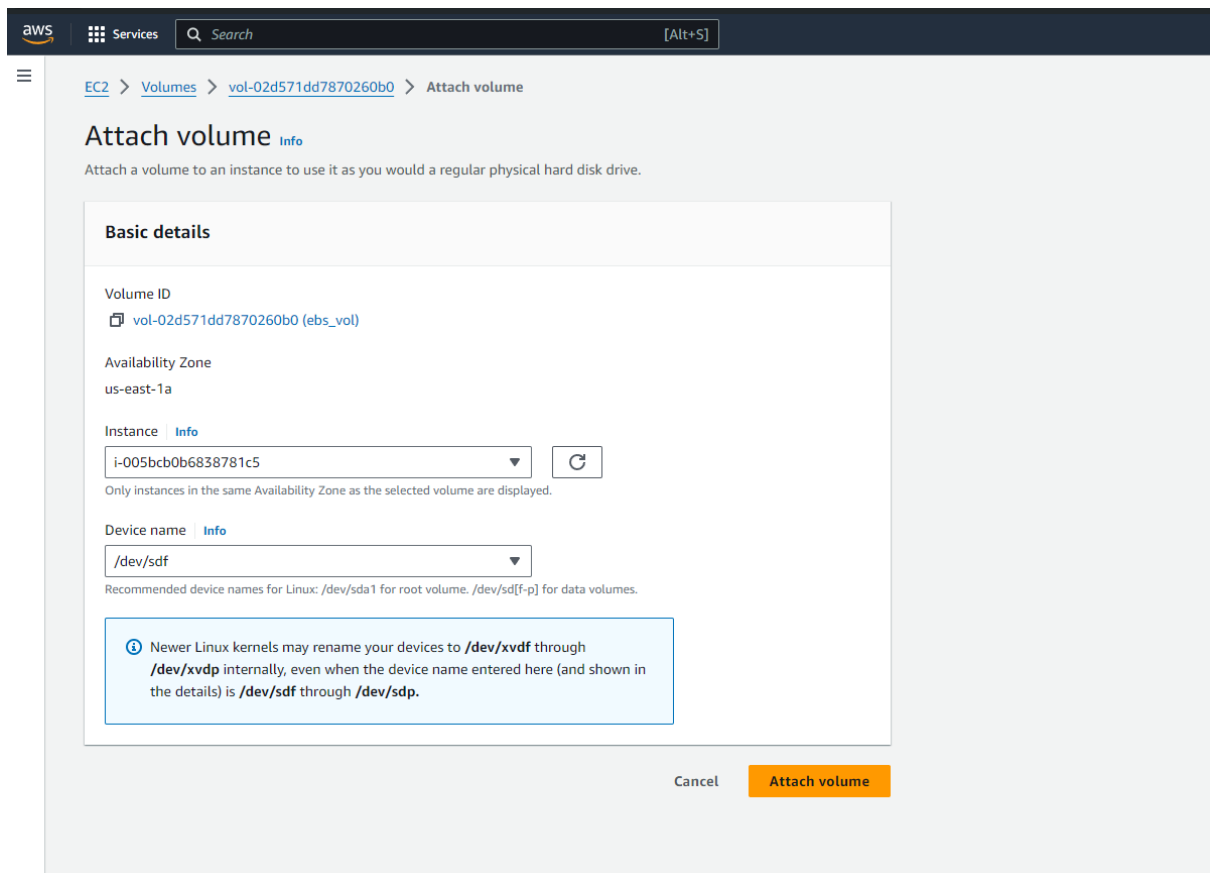 aws
Services
Search [Alt+S]
EC2 > Volumes > vol-02d571dd7870260b0 > Attach volume
Attach volume Info
Attach a volume to an instance to use it as you would a regular physical hard disk drive.
Basic details
Volume ID
vol-02d571dd7870260b0 (ebs_vol)
Availability Zone
us-east-1a
Instance Info
i-005bcb0b6838781c5
Only instances in the same Availability Zone as the selected volume are displayed.
Device name Info
/dev/sdf
Recommended device names for Linux: /dev/sda1 for root volume. /dev/sd[f-p] for data volumes.
Newer Linux kernels may rename your devices to /dev/xvdf through
/dev/xvdp internally, even when the device name entered here (and shown in
the details) is /dev/sdf through /dev/sdp.
Cancel
Attach volume